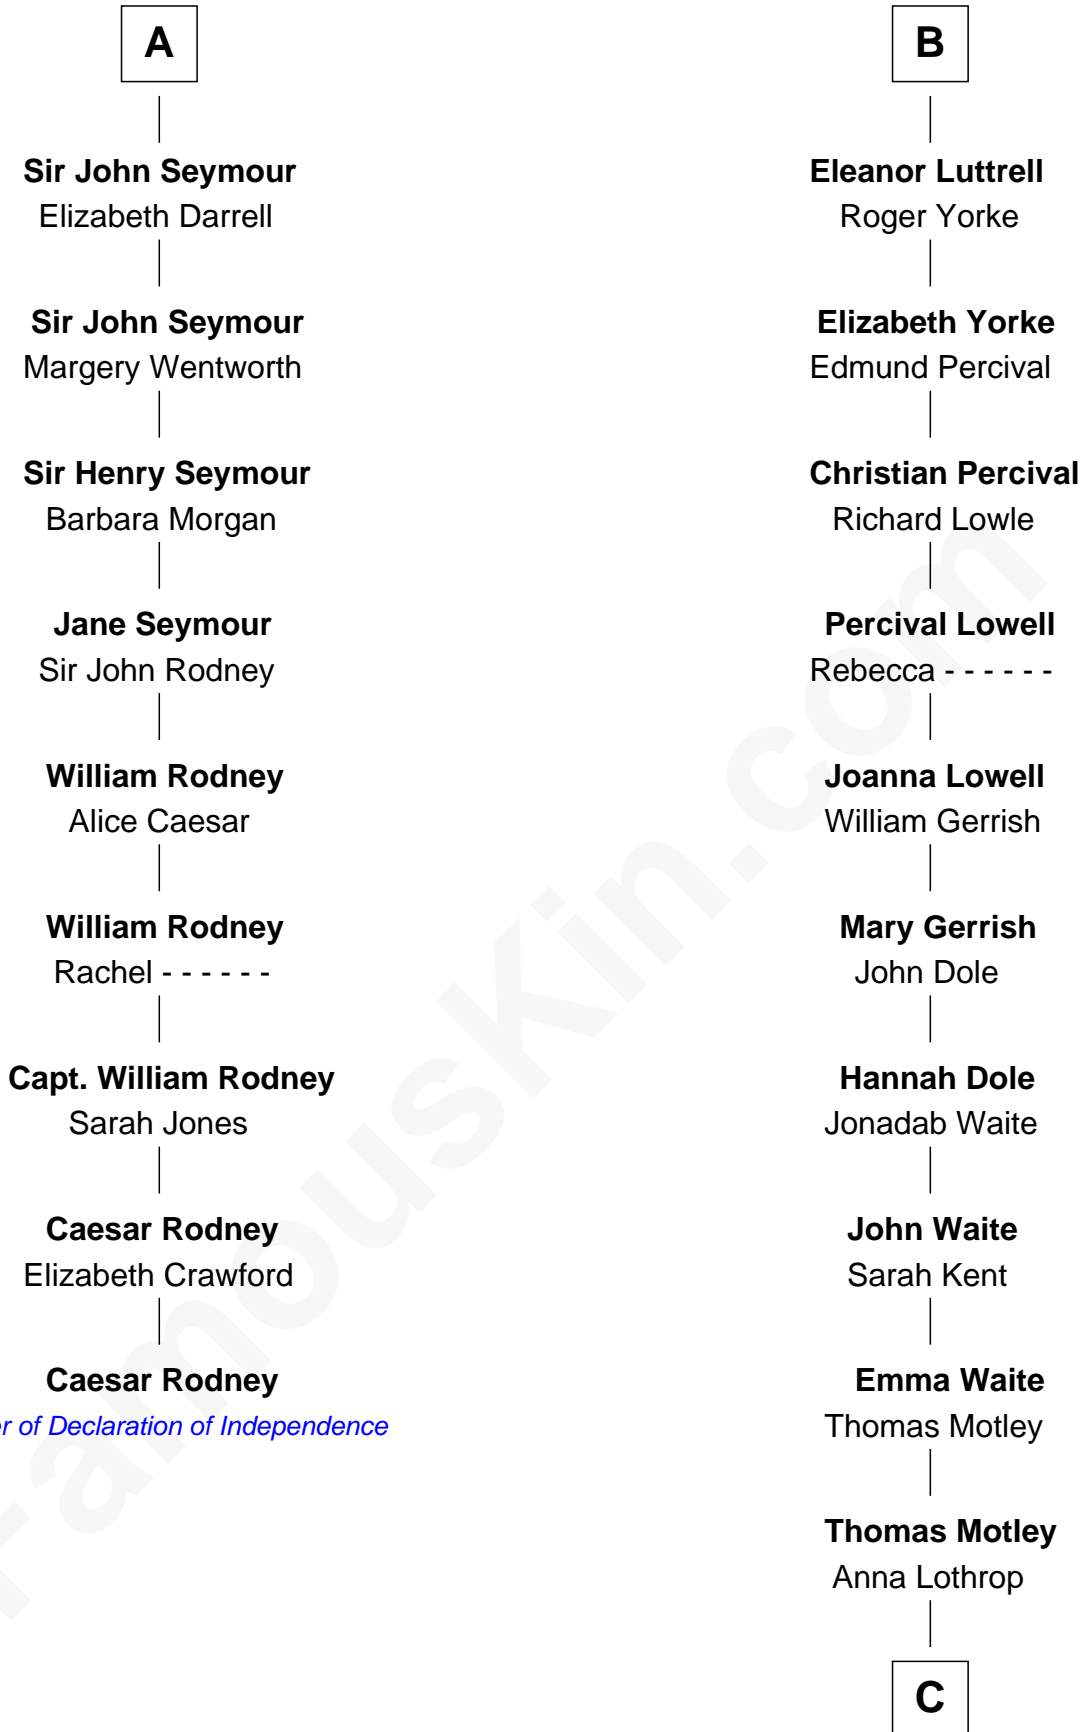 A
Sir John Seymour
Elizabeth Darrell
Sir John Seymour
Margery Wentworth
Sir Henry Seymour
Barbara Morgan
Jane Seymour
Sir John Rodney
William Rodney
Alice Caesar
William Rodney
Rachel - - - - - -
Capt. William Rodney
Sarah Jones
Caesar Rodney
Elizabeth Crawford
Caesar Rodney
of Declaration of Independence
B
Eleanor Luttrell
Roger Yorke
Elizabeth Yorke
Edmund Percival
Christian Percival
Richard Lowle
Percival Lowell
Rebecca - - - - - -
Joanna Lowell
William Gerrish
Mary Gerrish
John Dole
Hannah Dole
Jonadab Waite
John Waite
Sarah Kent
Emma Waite
Thomas Motley
Thomas Motley
Anna Lothrop
C
FamousKin.com